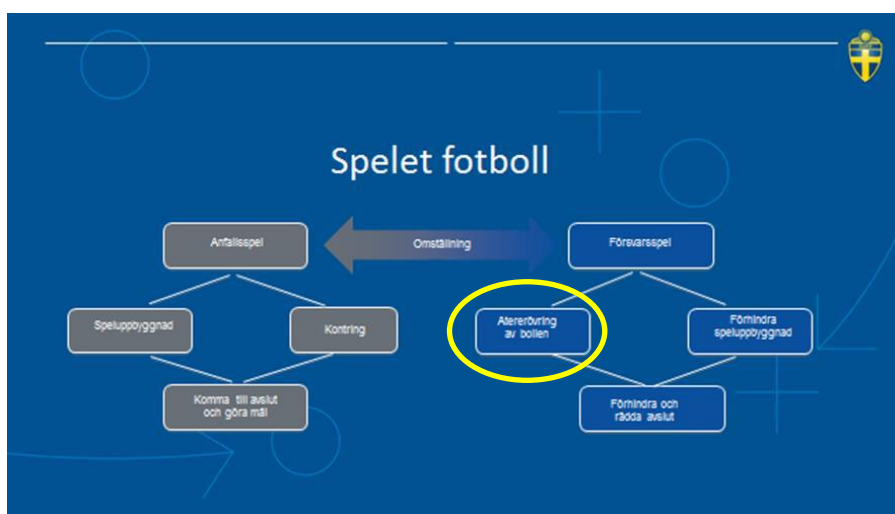 Spelet fotboll
Anfallsspel
Omställning
Försvarsspel
Speluppbyggnad
Kontring
Återerövring
av bollen
Förhindra
speluppbyggnad
Komma till avslut
och göra mål
Förhindra och
rädda avslut